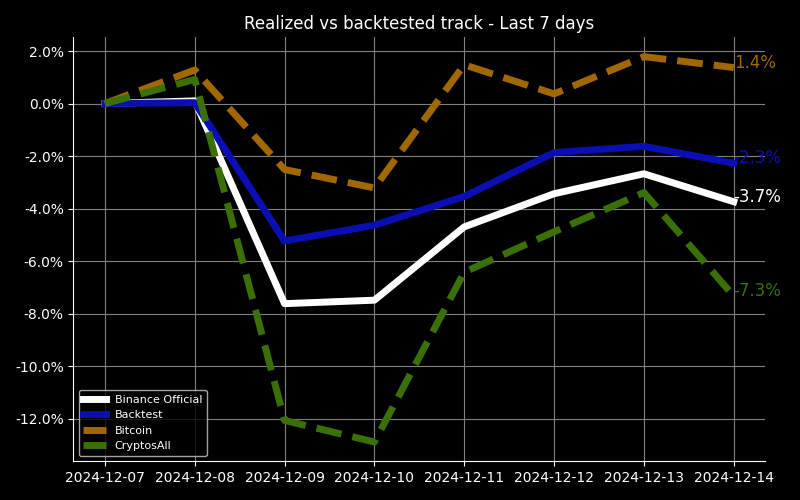 Realized vs backtested track - Last 7 days
2.0%
0.0%
-2.0%
-4.0%
-6.0%
-8.0%
-10.0%
-12.0%
1.4%
-2.3%
-3.7%
-7.3%
Binance Official
Backtest
Bitcoin
CryptosAll
2024-12-07 2024-12-08 2024-12-09 2024-12-10 2024-12-11 2024-12-12 2024-12-13 2024-12-14